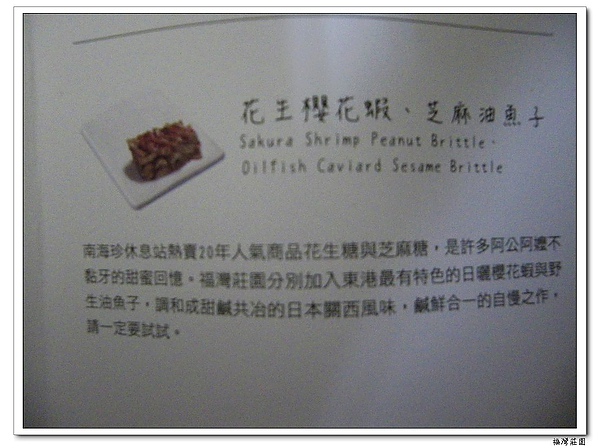 花生櫻花蝦、芝麻油魚子
Sakura Shrimp Peanut Brittle、
Oilfish Caviard Sesame Brittle
南海珍休息站熱賣20年人氣商品花生糖與芝麻糖，是許多阿公阿嬤不
黏牙的甜蜜回憶。福灣莊園分別加入東港最有特色的日曬櫻花蝦與野
生油魚子，調和成甜鹹共冶的日本關西風味，鹹鮮合一的自慢之作，
請一定要試試。
福灣莊園